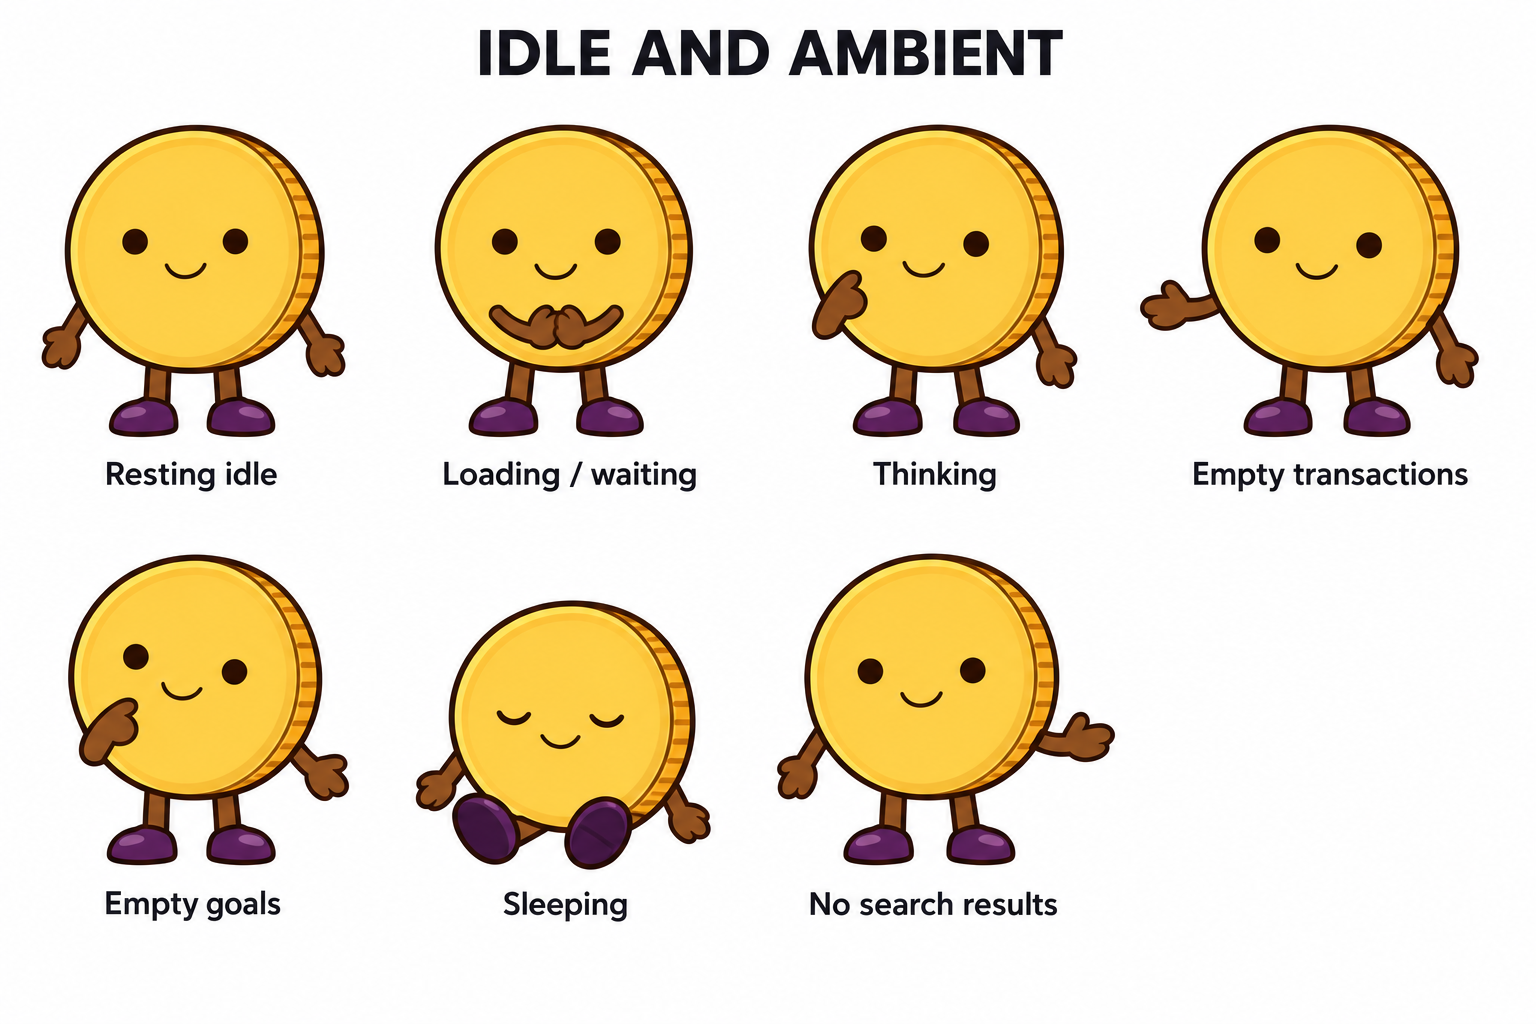 IDLE AND AMBIENT
Resting idle
Loading / waiting
Thinking
Empty transactions
Empty goals
Sleeping
No search results